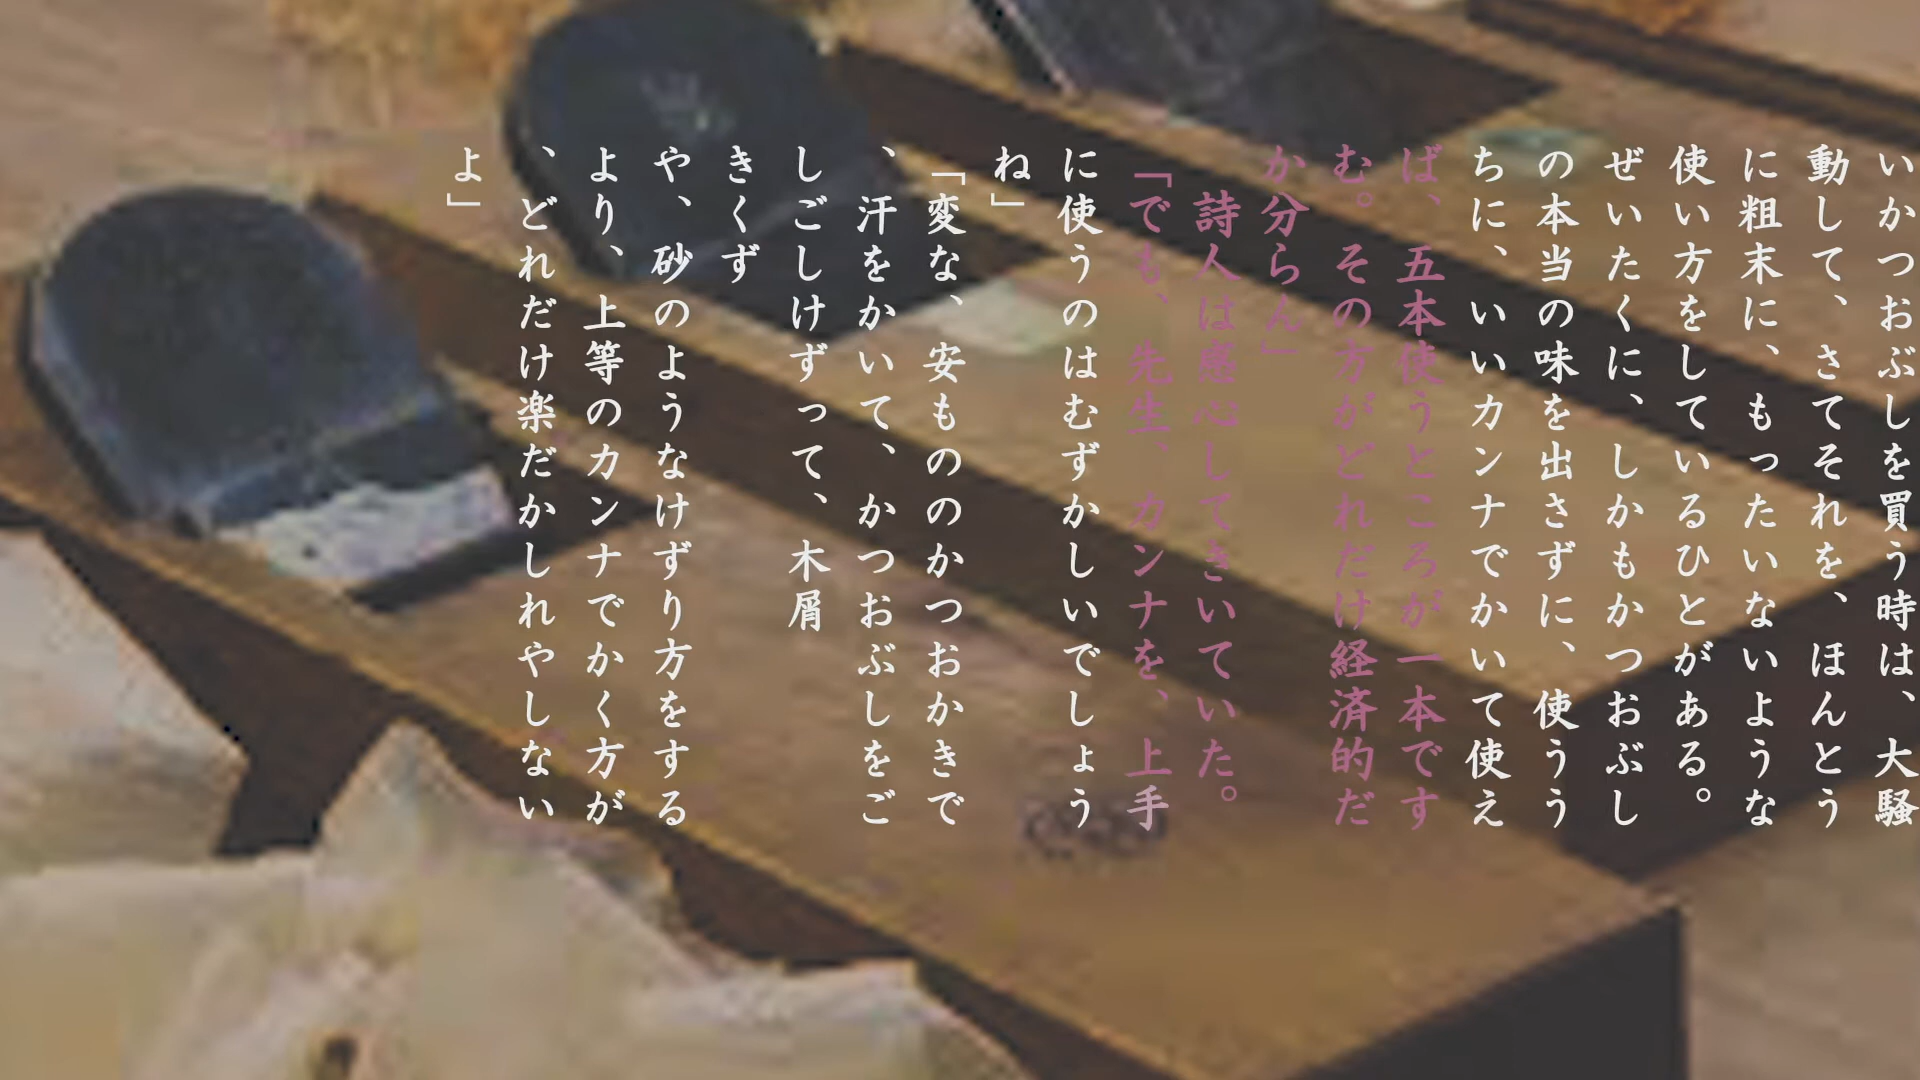 いかつおぶしを買う時は、大騒
動して、さてそれを、ほんとう
に粗末に、もったいないような
使い方をしているひとがある。
ぜいたくに、しかもかつおぶし
の本当の味を出さずに、使うう
ちに、いいカンナでかいて使え
ば、五本使うところが一本です
む。その方がどれだけ経済的だ
か分らん」
詩人は感心してきいていた。
「でも、先生、カンナを、上手
に使うのはむずかしいでしょう
ね」
「変な、安もののかつおかきで
、汗をかいて、かつおぶしをご
しごしけずって、木屑
きくず
や、砂のようなけずり方をする
より、上等のカンナでかく方が
、どれだけ楽だかしれやしない
よ」